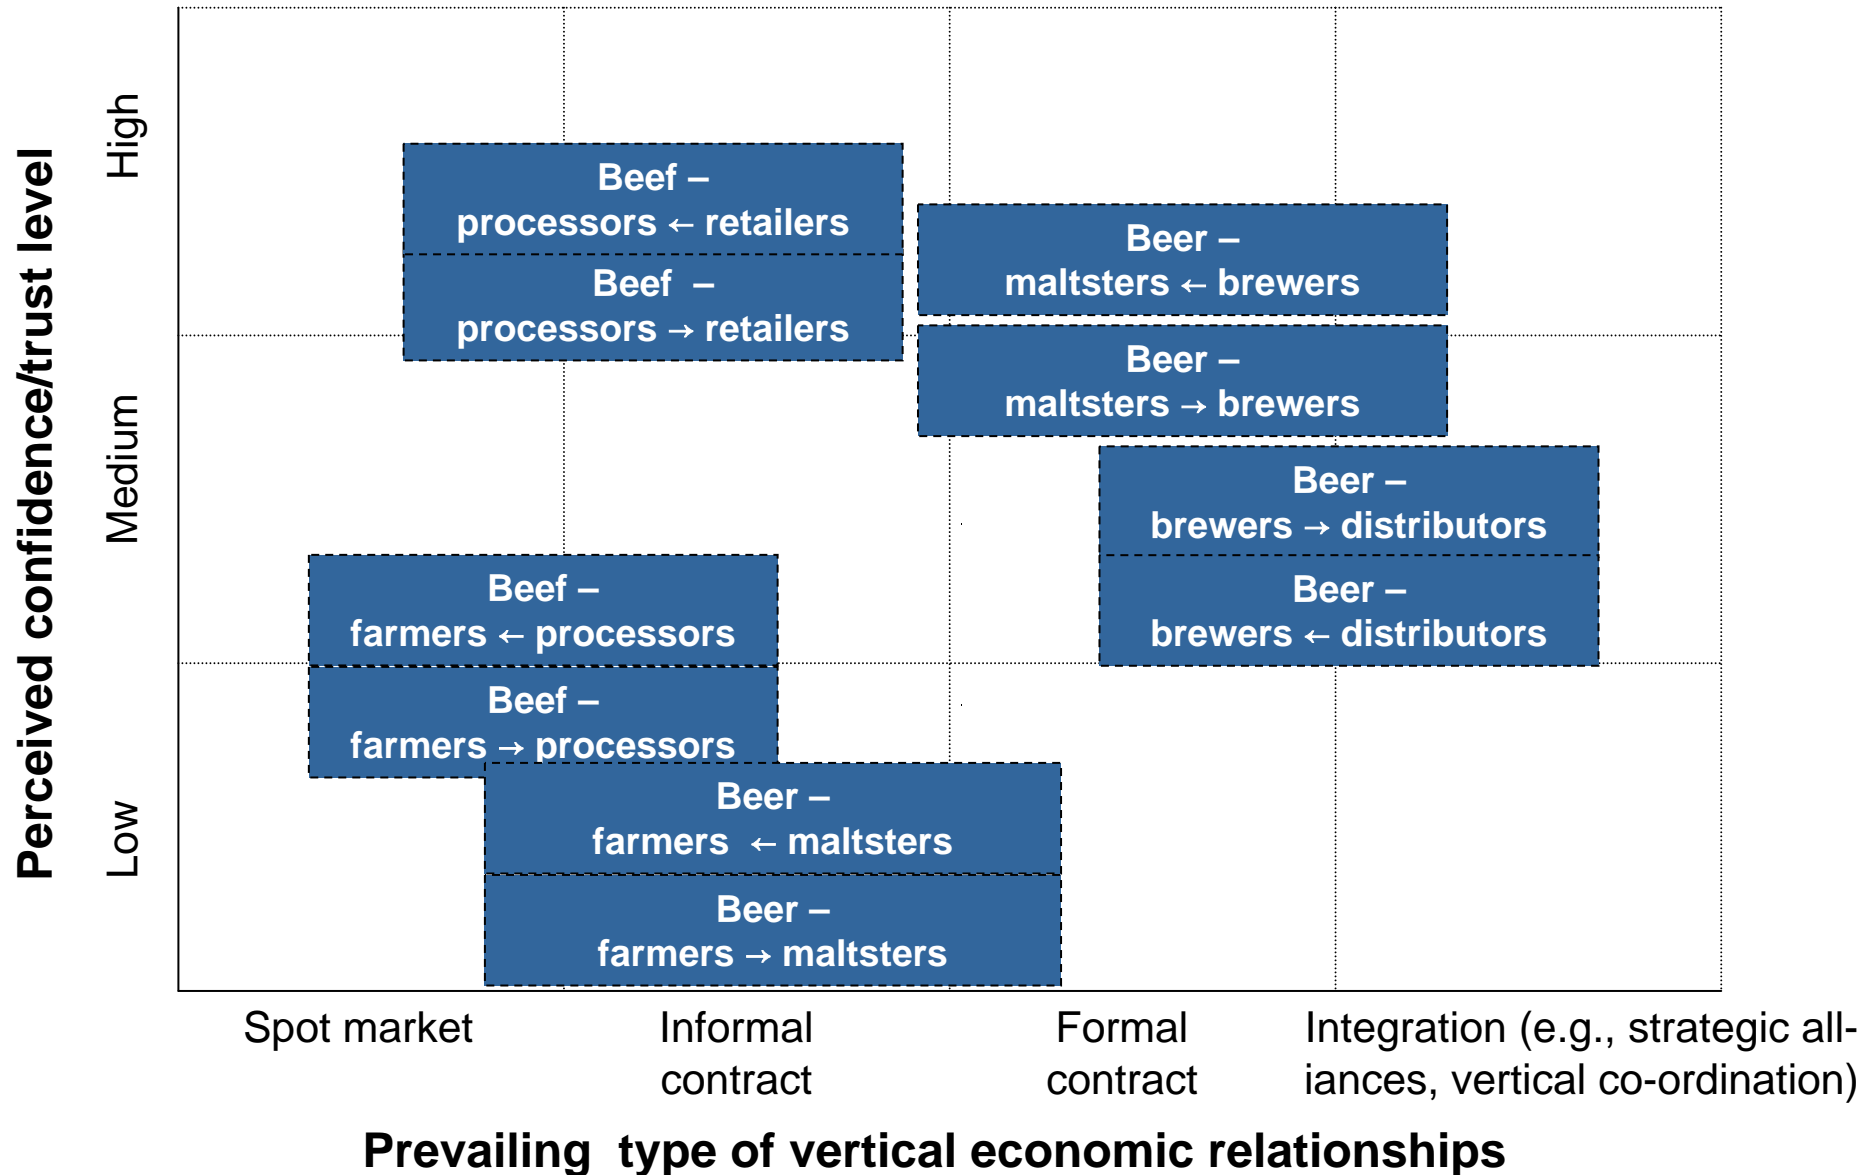 Perceived confidence/trust level
High
Medium
Low
Beef –
processors ← retailers
Beef  –
processors → retailers
Beer –
maltsters ← brewers
Beer –
maltsters → brewers
Beer –
brewers → distributors
Beer –
brewers ← distributors
Beef –
farmers ← processors
Beef –
farmers → processors
Beer –
farmers  ← maltsters
Beer –
farmers → maltsters
Spot market
Informal
contract
Formal
contract
Integration (e.g., strategic all-
iances, vertical co-ordination)
Prevailing  type of vertical economic relationships